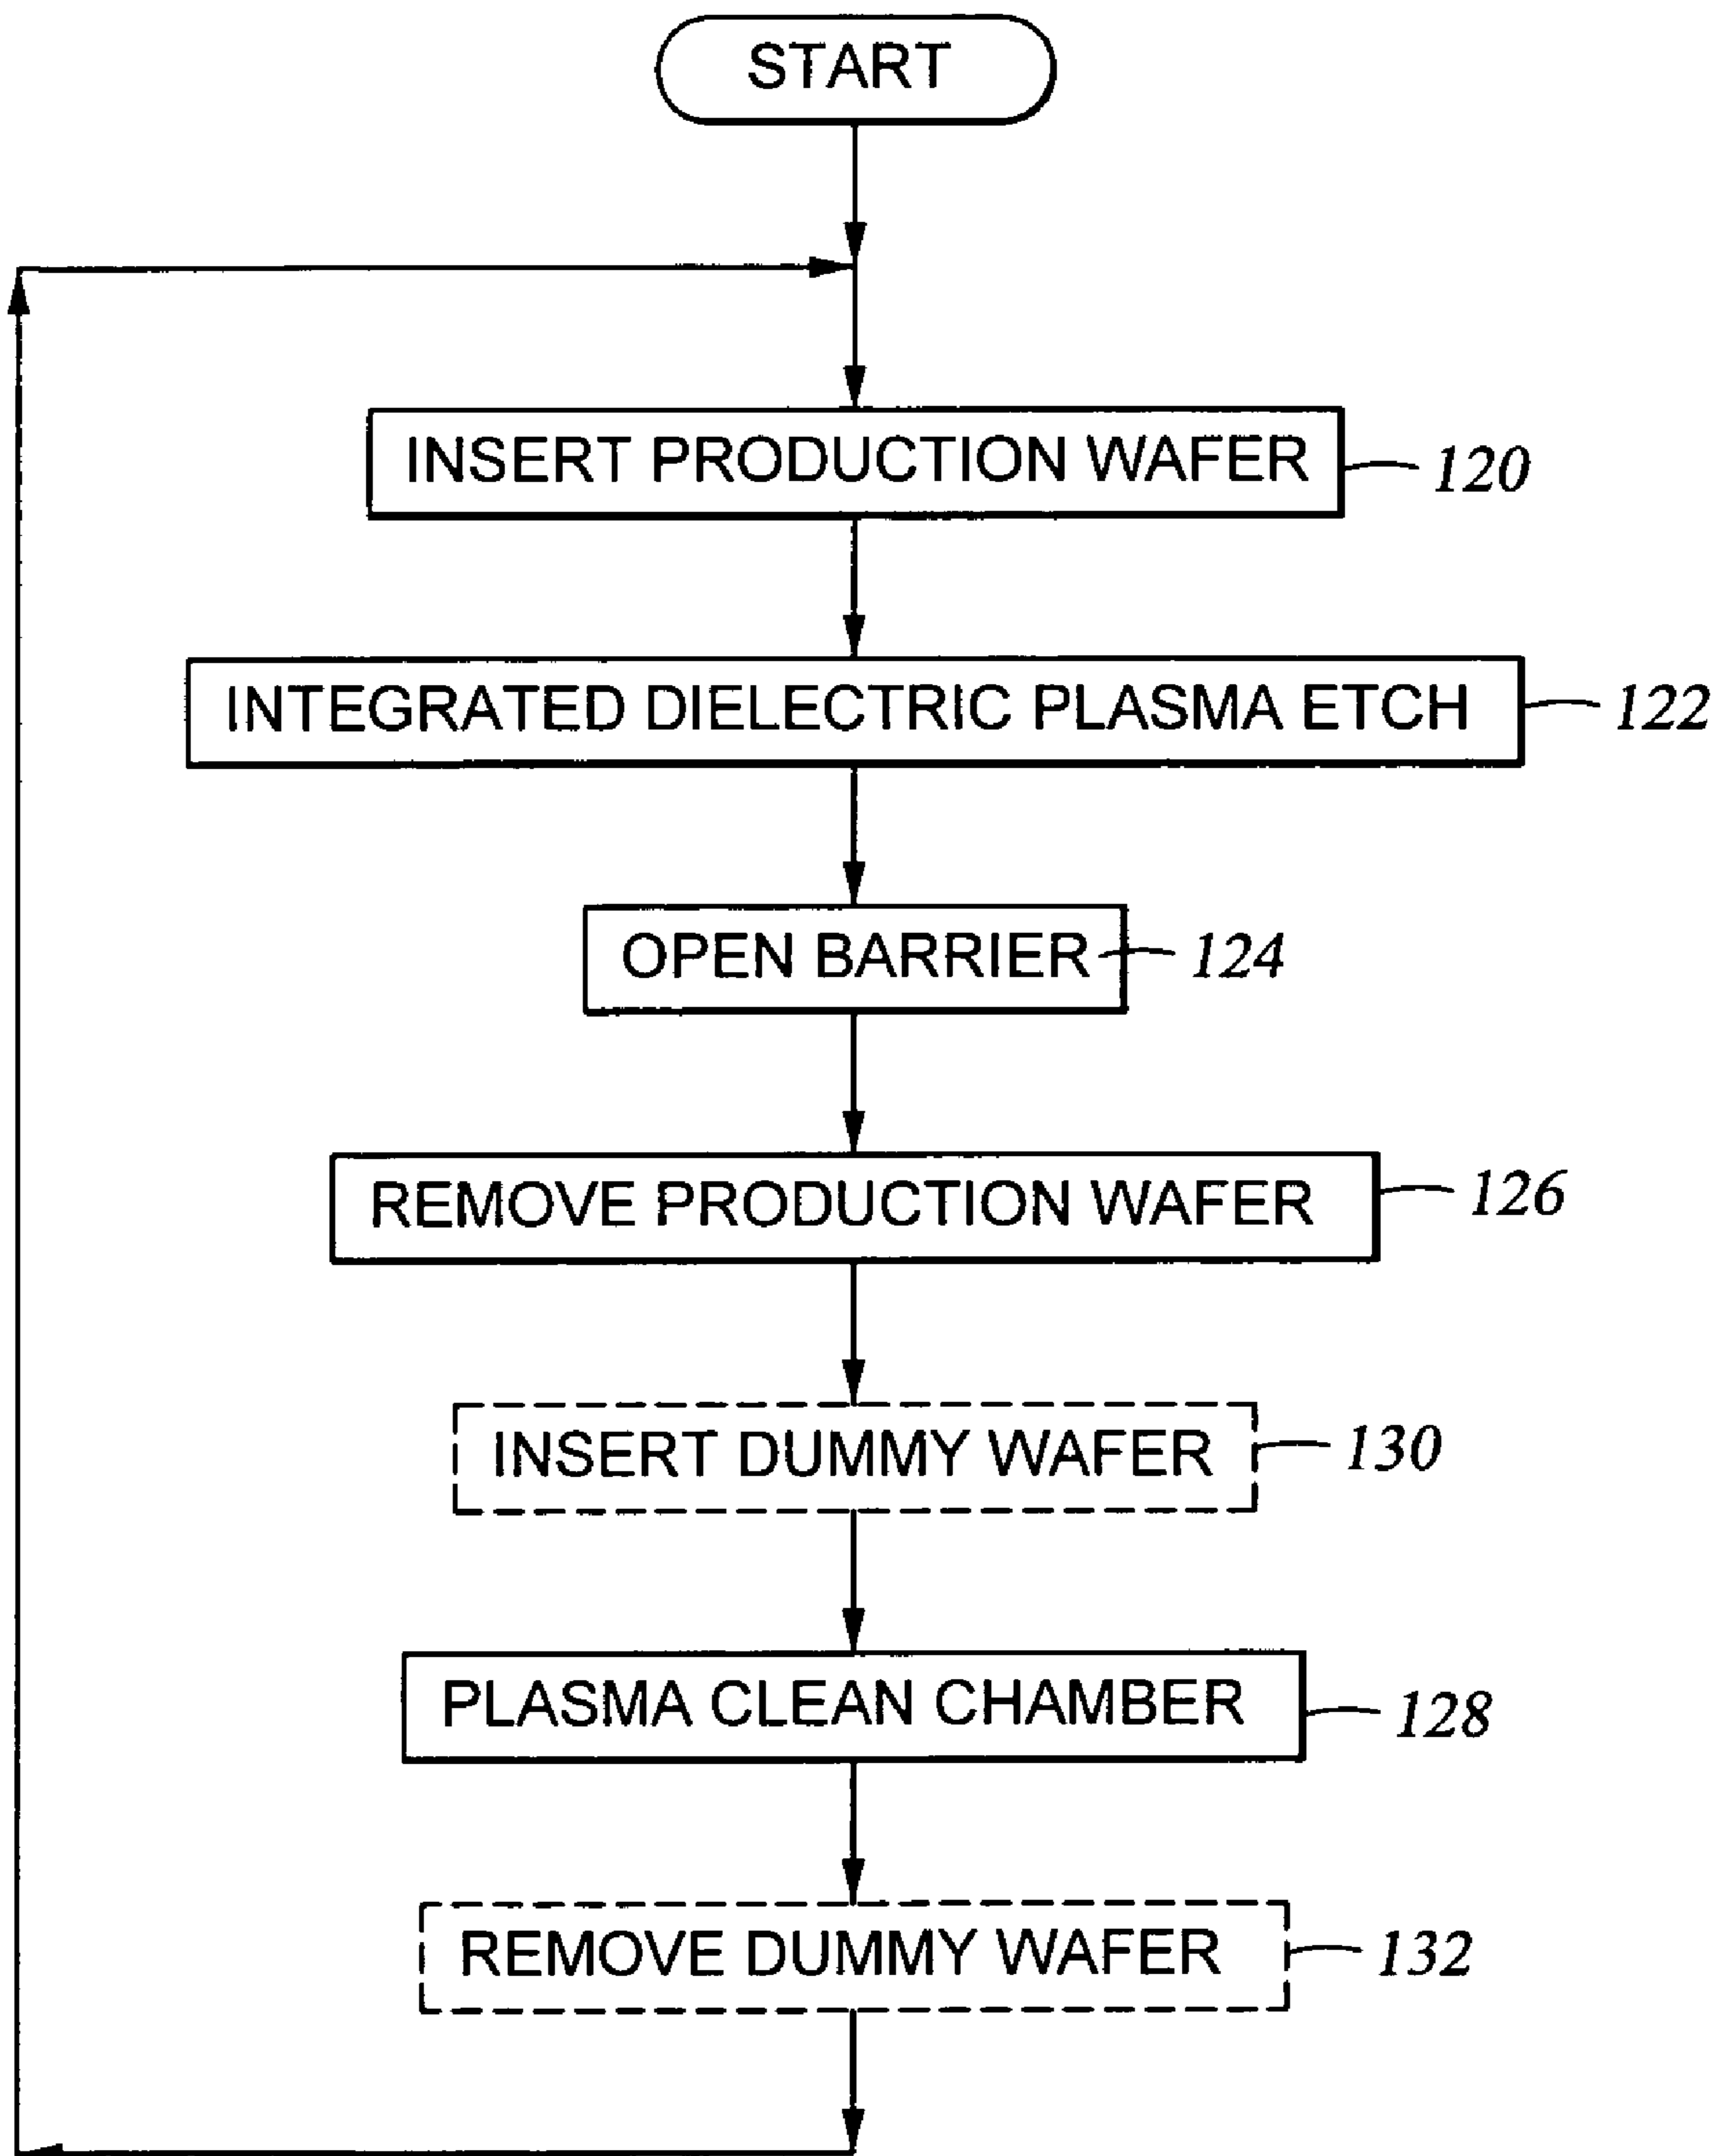 START
INSERT PRODUCTION WAFER 120
INTEGRATED DIELECTRIC PLASMA ETCH 122
OPEN BARRIER 124
REMOVE PRODUCTION WAFER 126
INSERT DUMMY WAFER 130
PLASMA CLEAN CHAMBER 128
REMOVE DUMMY WAFER 132